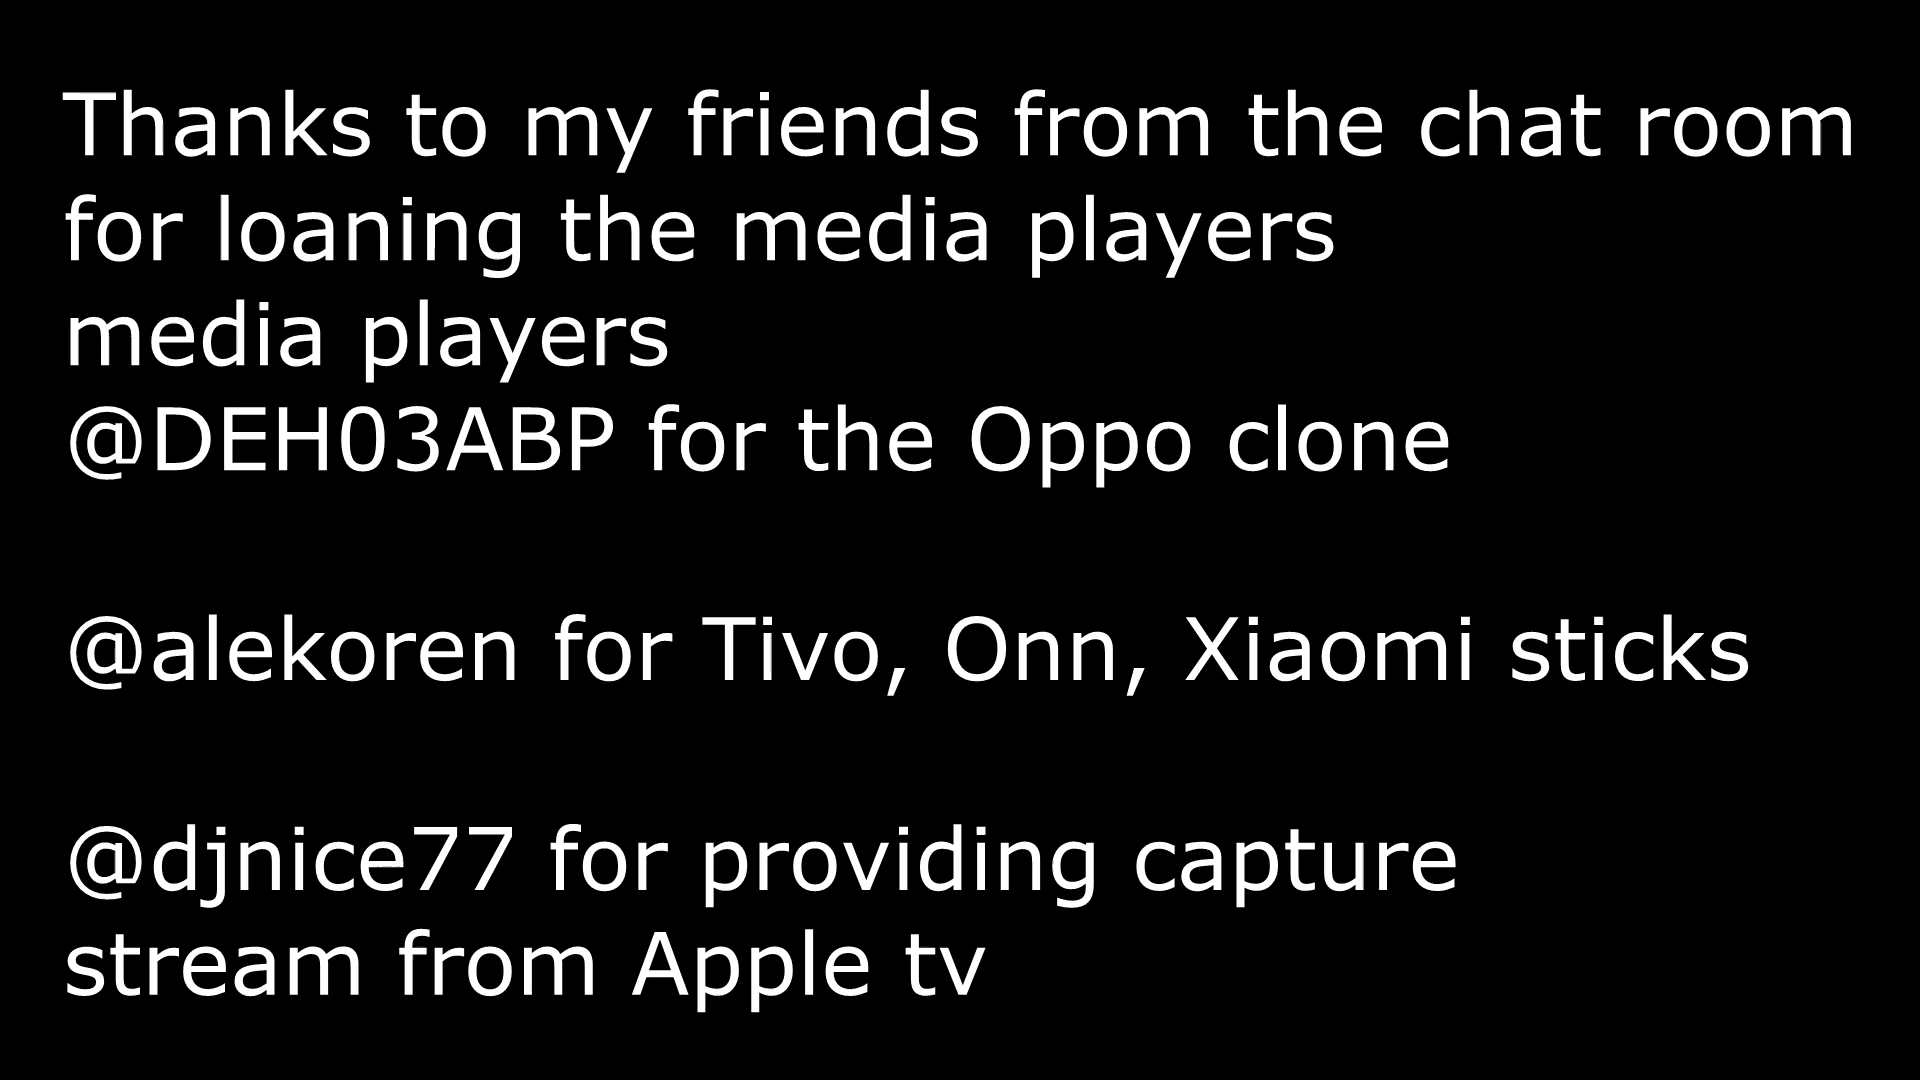 Thanks to my friends from the chat room
for loaning the media players
media players
@DEH03ABP for the Oppo clone
@alekoren for Tivo, Onn, Xiaomi sticks
@djnice77 for providing capture
stream from Apple tv